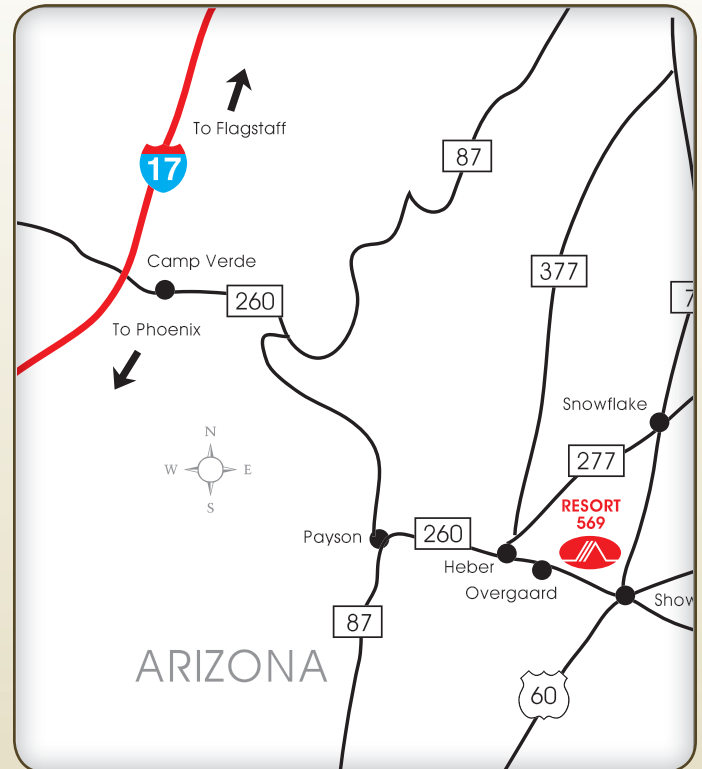 To Flagstaff
87
17
Camp Verde
377
260
To Phoenix
Snowflake
N
W
E
S
277
RESORT
569
Payson
260
Heber
Overgaard
Show
87
ARIZONA
60